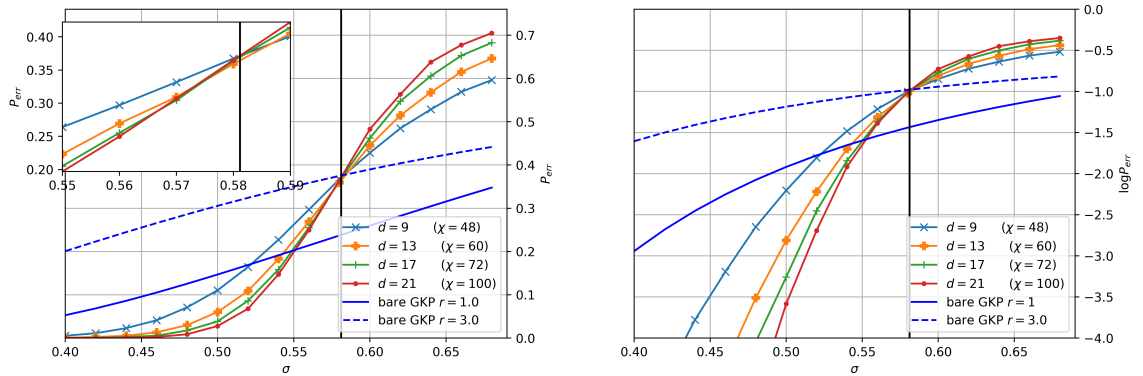 0.40
0.35
0.30
0.25
0.20
P_err
0.55
0.56
0.57
0.58
0.59
0.7
0.6
0.5
0.4
0.3
0.2
0.1
0.0
P_err
d = 9 (χ = 48)
d = 13 (χ = 60)
d = 17 (χ = 72)
d = 21 (χ = 100)
bare GKP r = 1.0
bare GKP r = 3.0
0.40
0.45
0.50
0.55
0.60
0.65
σ
0.0
−0.5
−1.0
−1.5
−2.0
−2.5
−3.0
−3.5
−4.0
logP_err
d = 9 (χ = 48)
d = 13 (χ = 60)
d = 17 (χ = 72)
d = 21 (χ = 100)
bare GKP r = 1
bare GKP r = 3.0
0.40
0.45
0.50
0.55
0.60
0.65
σ